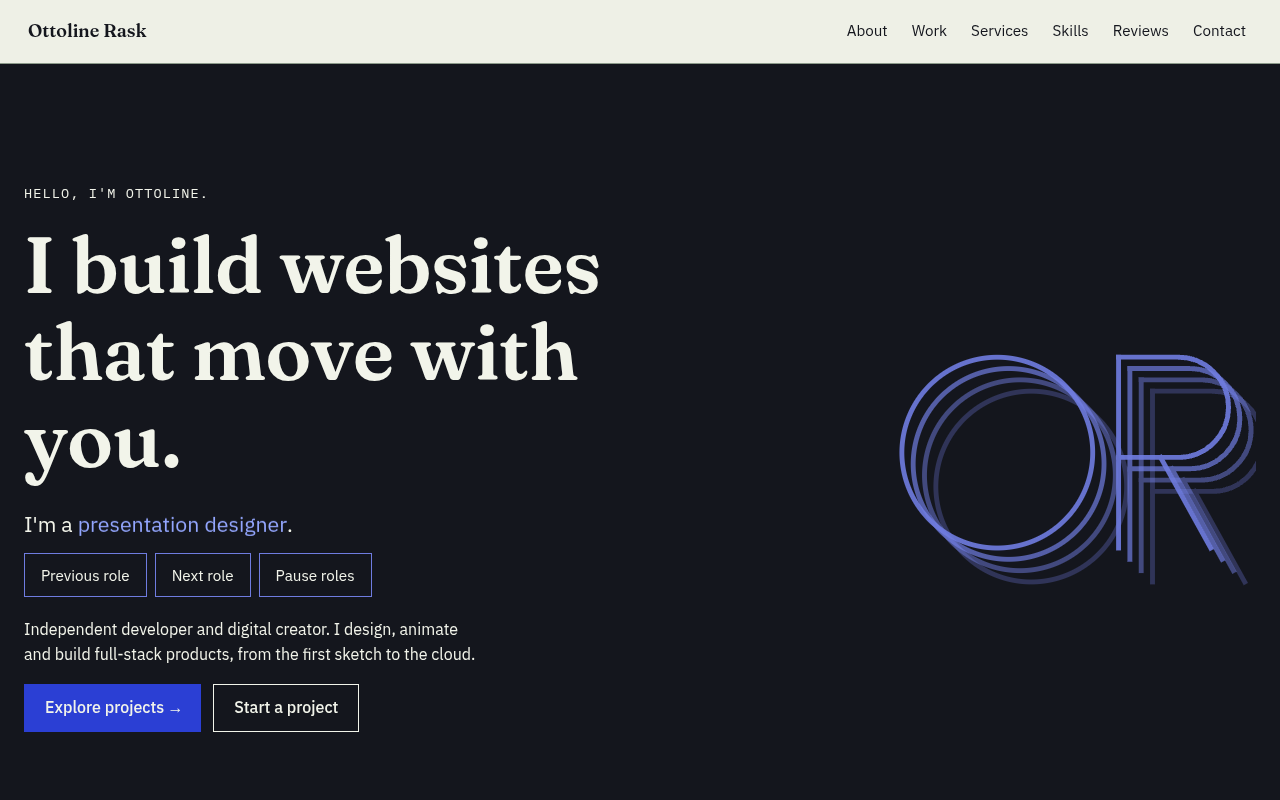 Ottoline Rask
About Work Services Skills Reviews Contact
HELLO, I'M OTTOLINE.
I build websites
that move with
you.
I'm a presentation designer.
Previous role Next role Pause roles
Independent developer and digital creator. I design, animate
and build full-stack products, from the first sketch to the cloud.
Explore projects → Start a project
OR